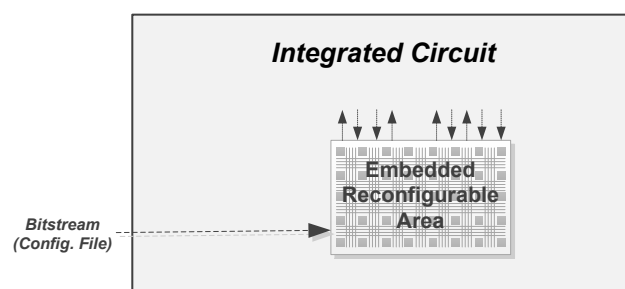 Integrated Circuit
Embedded
Reconfigurable
Area
Bitstream
(Config. File)